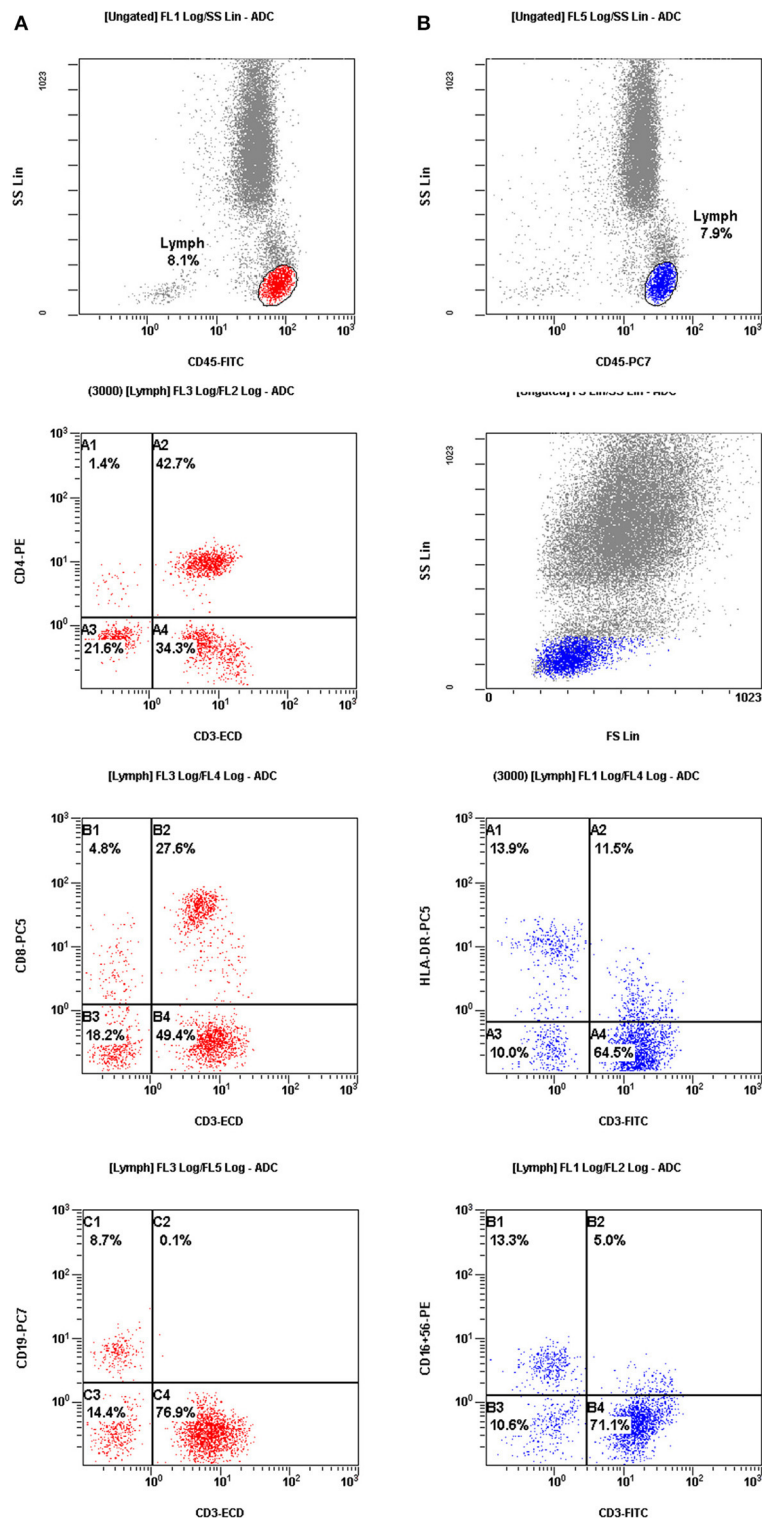 A
[Ungated] FL1 Log/SS Lin - ADC
1023
SS Lin
Lymph
8.1%
0
10^0 10^1 10^2 10^3
CD45-FITC
(3000) [Lymph] FL3 Log/FL2 Log - ADC
10^3
A1 A2
1.4% 42.7%
10^2
CD4-PE
10^1
10^0
A3 A4
21.6% 34.3%
10^0 10^1 10^2 10^3
CD3-ECD
[Lymph] FL3 Log/FL4 Log - ADC
10^3
B1 B2
4.8% 27.6%
10^2
CD8-PC5
10^1
10^0
B3 B4
18.2% 49.4%
10^0 10^1 10^2 10^3
CD3-ECD
[Lymph] FL3 Log/FL5 Log - ADC
10^3
C1 C2
8.7% 0.1%
10^2
CD19-PC7
10^1
10^0
C3 C4
14.4% 76.9%
10^0 10^1 10^2 10^3
CD3-ECD
B
[Ungated] FL5 Log/SS Lin - ADC
1023
SS Lin
Lymph
7.9%
0
10^0 10^1 10^2 10^3
CD45-PC7
[Ungated] FS Lin/SS Lin - ADC
1023
SS Lin
0
0 1023
FS Lin
(3000) [Lymph] FL1 Log/FL4 Log - ADC
10^3
A1 A2
13.9% 11.5%
10^2
HLA-DR-PC5
10^1
10^0
A3 A4
10.0% 64.5%
10^0 10^1 10^2 10^3
CD3-FITC
[Lymph] FL1 Log/FL2 Log - ADC
10^3
B1 B2
13.3% 5.0%
10^2
CD16+56-PE
10^1
10^0
B3 B4
10.6% 71.1%
10^0 10^1 10^2 10^3
CD3-FITC